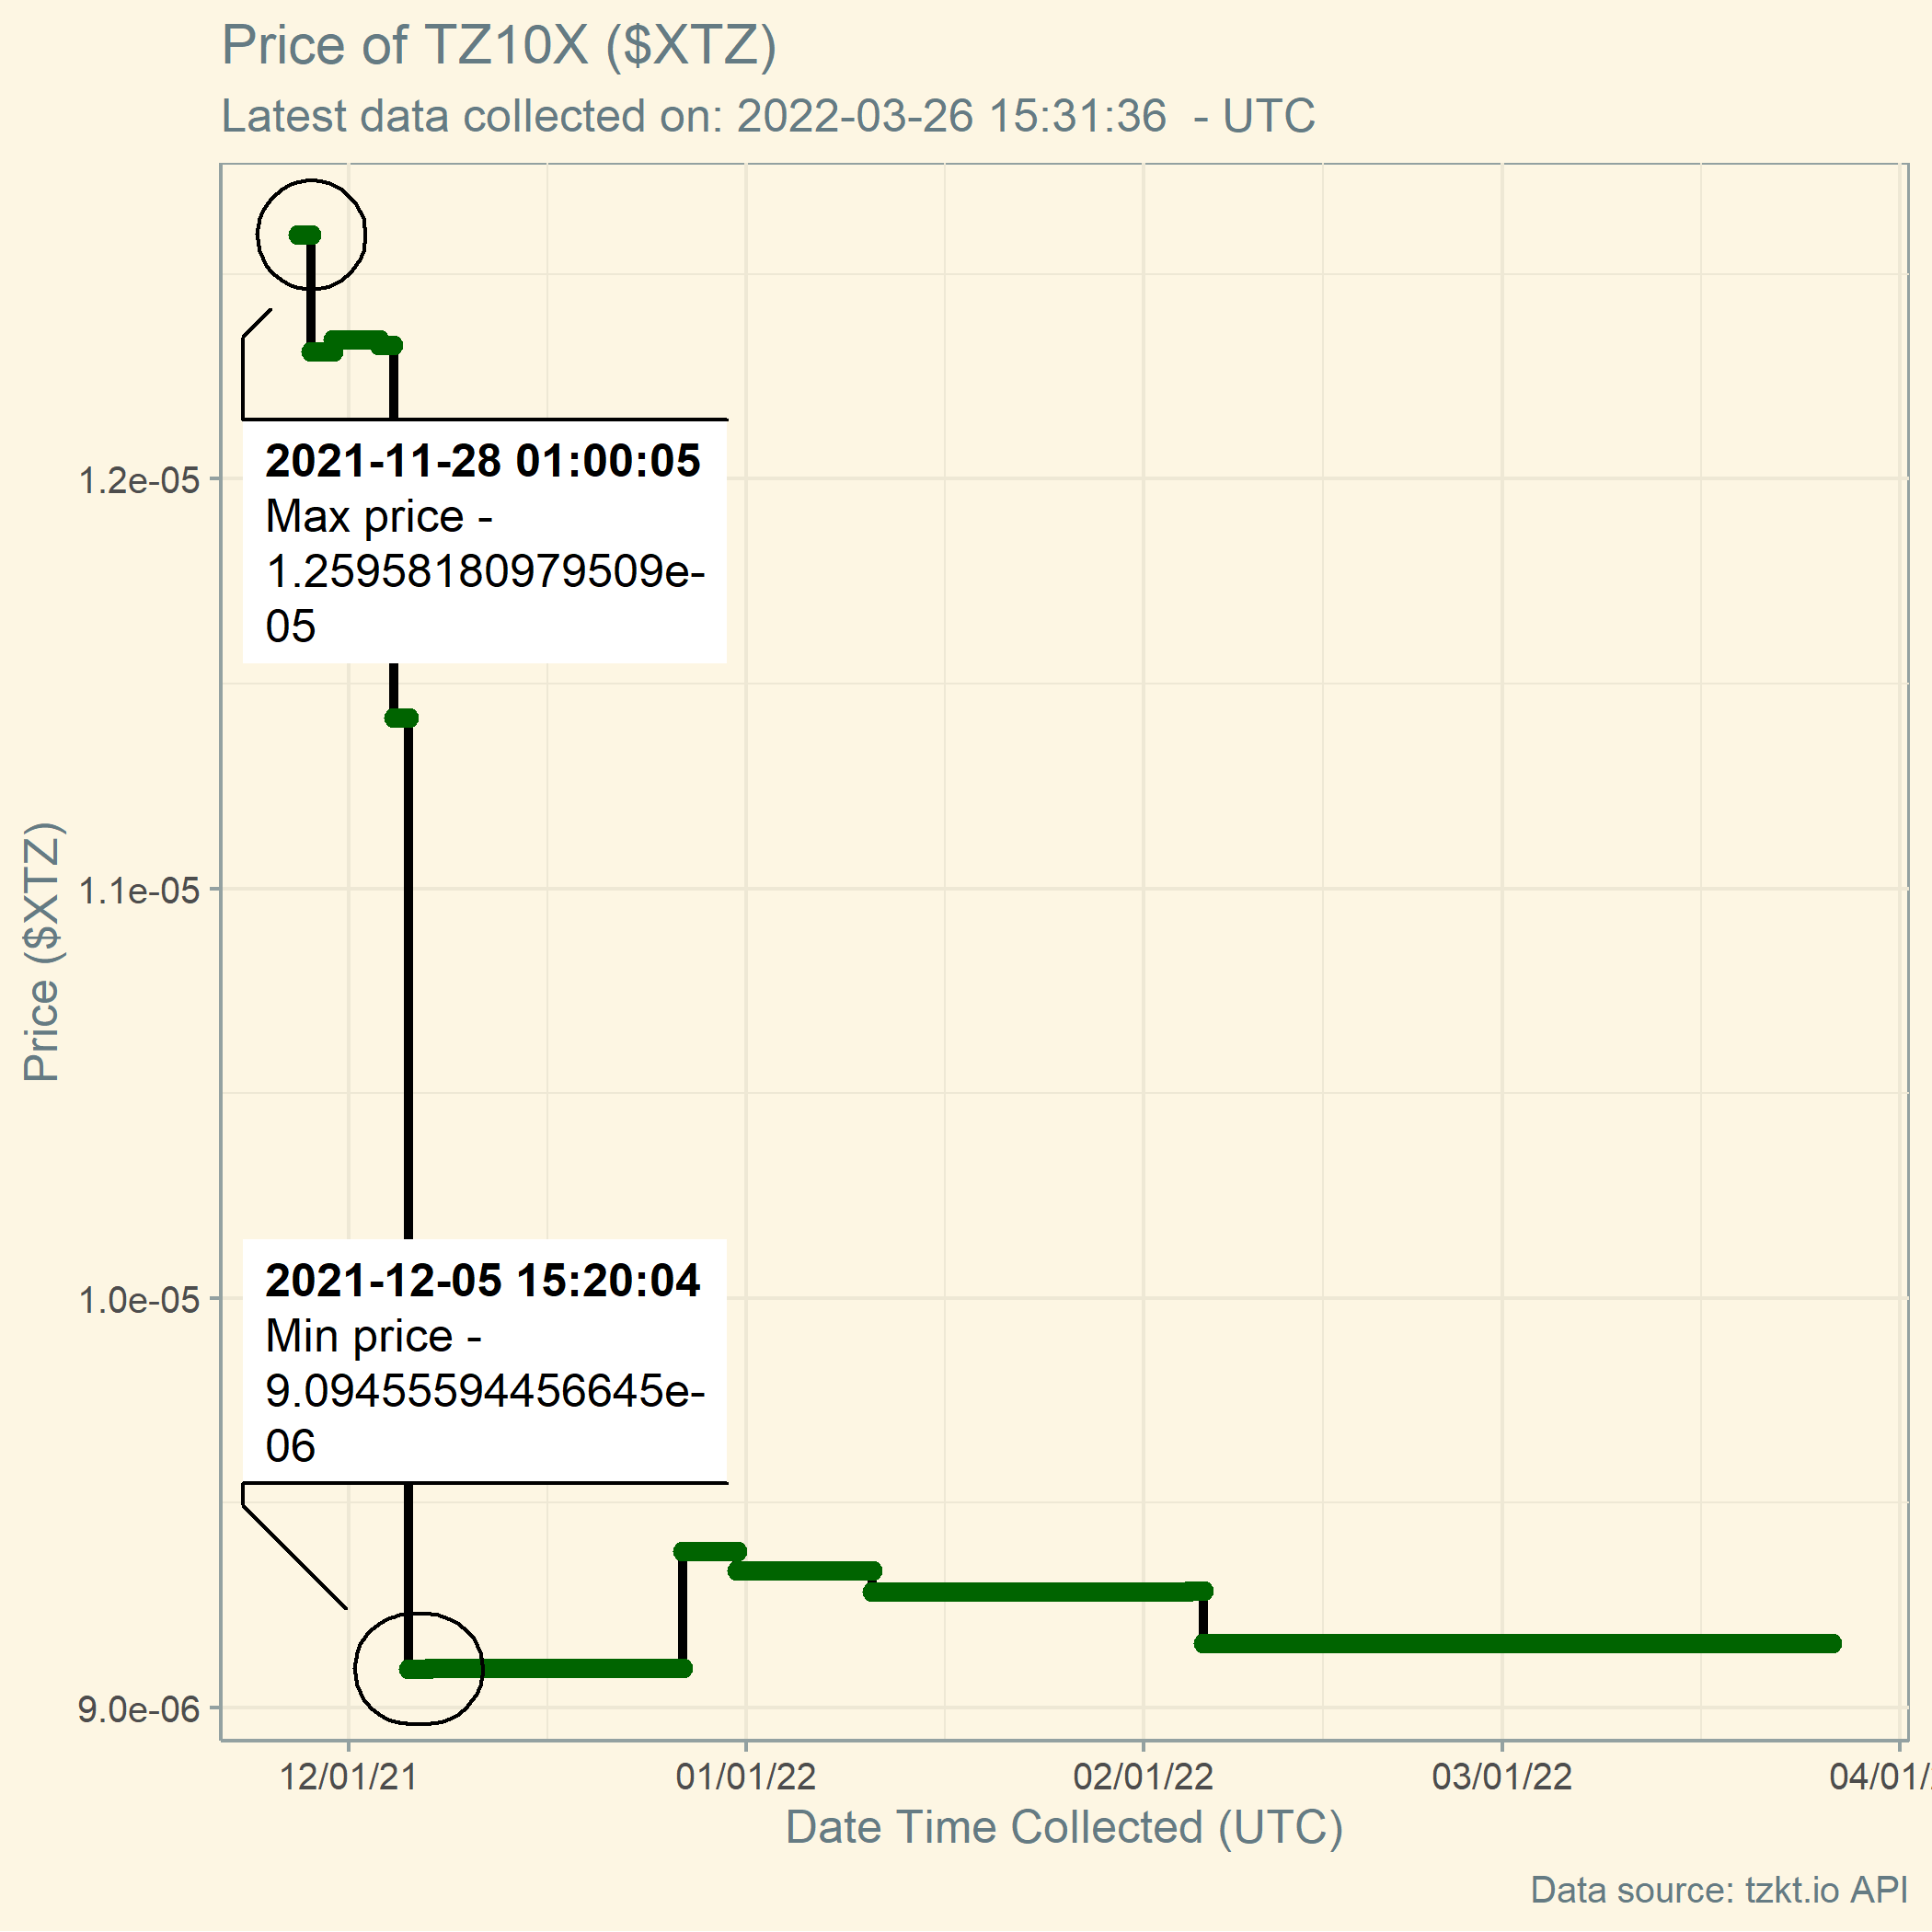 Price of TZ10X ($XTZ)
Latest data collected on: 2022-03-26 15:31:36  - UTC
2021-11-28 01:00:05
Max price -
1.25958180979509e-
05
2021-12-05 15:20:04
Min price -
9.09455594456645e-
06
1.2e-05
1.1e-05
1.0e-05
9.0e-06
Price ($XTZ)
12/01/21
01/01/22
02/01/22
03/01/22
04/01/
Date Time Collected (UTC)
Data source: tzkt.io API